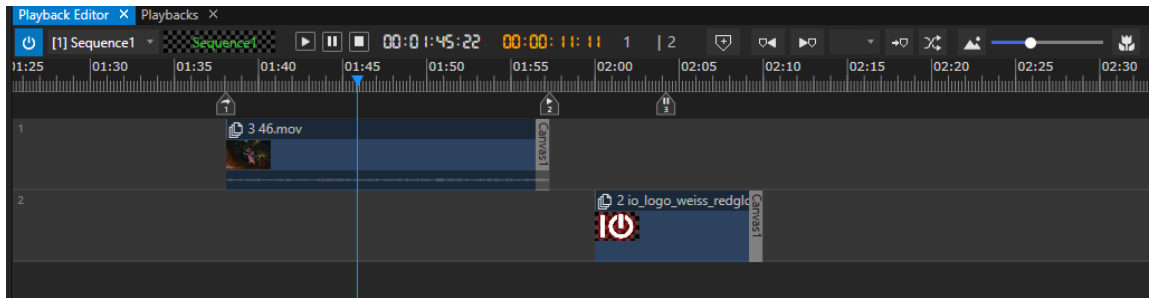 Playback Editor X Playbacks X
[1] Sequence1 Sequence1 00:01:45:22 00:00:11:11 1 | 2
01:25 01:30 01:35 01:40 01:45 01:50 01:55 02:00 02:05 02:10 02:15 02:20 02:25 02:30
1 2 3
1 3 46.mov Canvas1
2 2 io_logo_weiss_redglo Canvas1